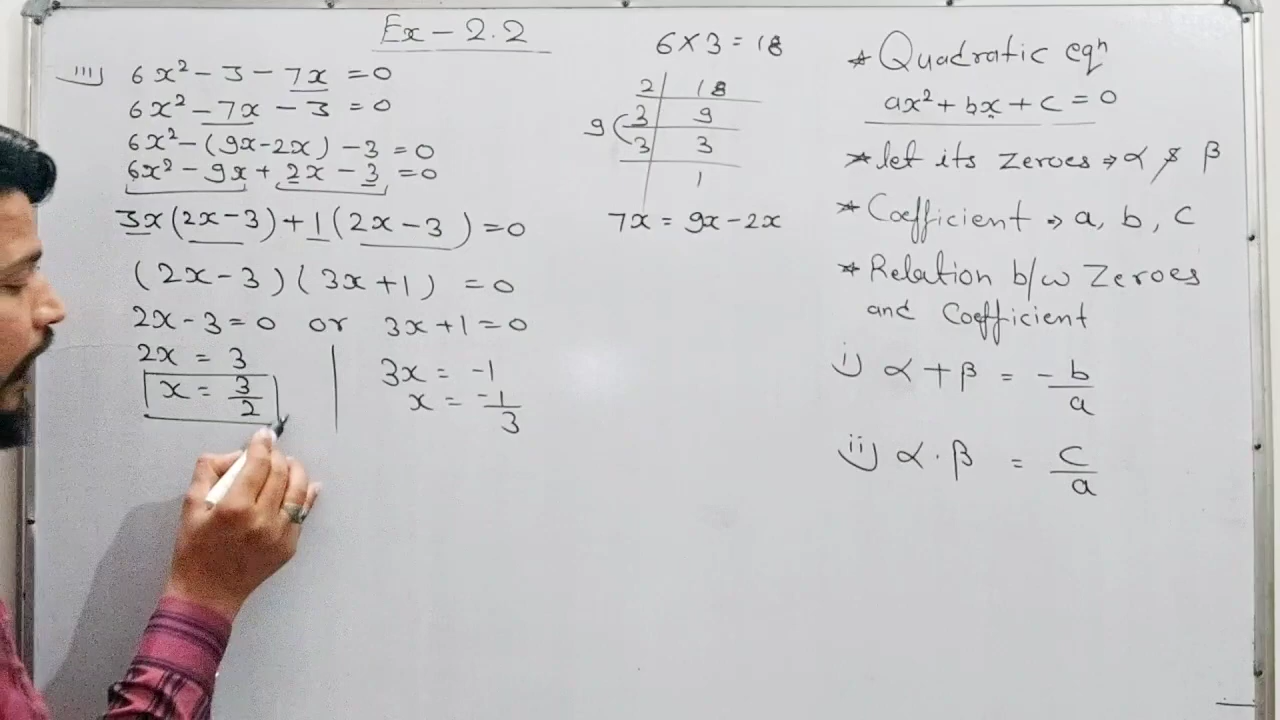 Ex - 2.2
iii) 6x² - 3 - 7x = 0
6x² - 7x - 3 = 0
6x² - (9x-2x) - 3 = 0
6x² - 9x + 2x - 3 = 0
3x(2x-3) + 1(2x-3) = 0
(2x-3)(3x+1) = 0
2x-3=0 or 3x+1=0
2x = 3
x = 3/2
3x = -1
x = -1/3
6×3 = 18
2 | 18
9 ( 3 | 9
3 | 3
1
7x = 9x-2x
* Quadratic eqⁿ
ax² + bx + c = 0
* let its zeroes ⇒ α & β
* Coefficient ⇒ a, b, c
* Relation b/w Zeroes
and Coefficient
i) α + β = -b/a
ii) α . β = c/a